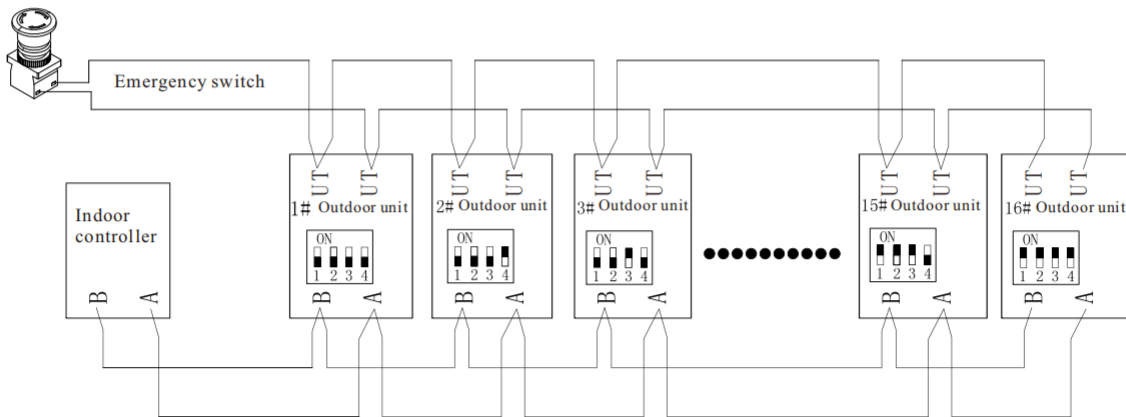 Emergency switch
UT UT
UT UT
UT UT
UT UT
UT UT
1# Outdoor unit
2# Outdoor unit
3# Outdoor unit
15# Outdoor unit
16# Outdoor unit
Indoor
controller
ON
1 2 3 4
ON
1 2 3 4
ON
1 2 3 4
ON
1 2 3 4
ON
1 2 3 4
B A
B A
B A
B A
B A
B A